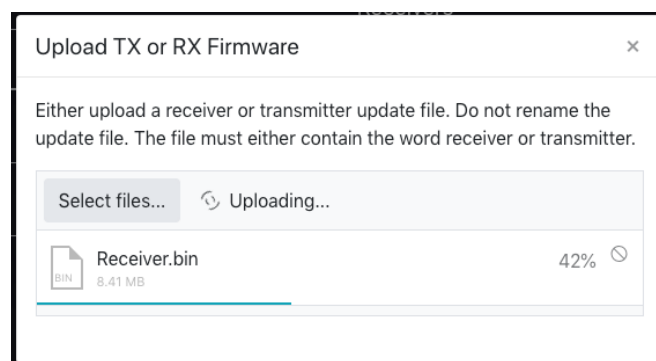 Receivers
Upload TX or RX Firmware
×
Either upload a receiver or transmitter update file. Do not rename the
update file. The file must either contain the word receiver or transmitter.
Select files... Uploading...
Receiver.bin 42%
BIN 8.41 MB